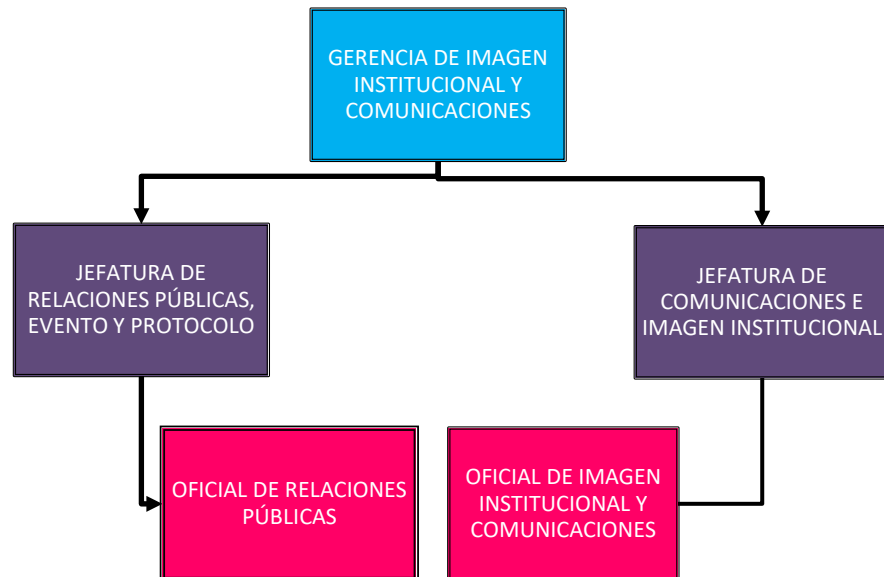 GERENCIA DE IMAGEN
INSTITUCIONAL Y
COMUNICACIONES
JEFATURA DE
RELACIONES PÚBLICAS,
EVENTO Y PROTOCOLO
JEFATURA DE
COMUNICACIONES E
IMAGEN INSTITUCIONAL
OFICIAL DE RELACIONES
PÚBLICAS
OFICIAL DE IMAGEN
INSTITUCIONAL Y
COMUNICACIONES